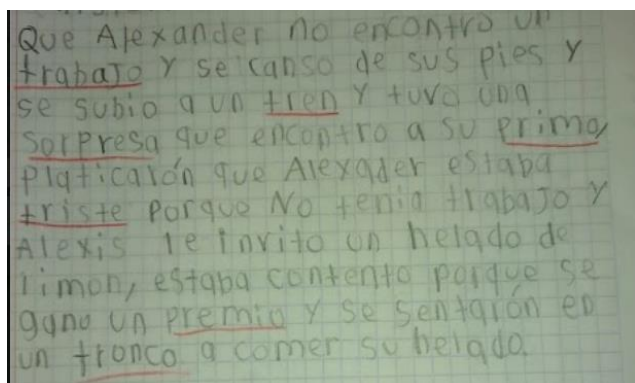 Que Alexander no encontro un
trabajo Y se canso de sus pies Y
se subio a un tren Y tuvo una
sorpresa que encontro a su primo,
Platicarón que Alexader estaba
triste Porque No tenia trabajo Y
Alexis le invito un helado de
limon, estaba contento porque se
gano un premio Y se sentarón en
un tronco a comer su helado.